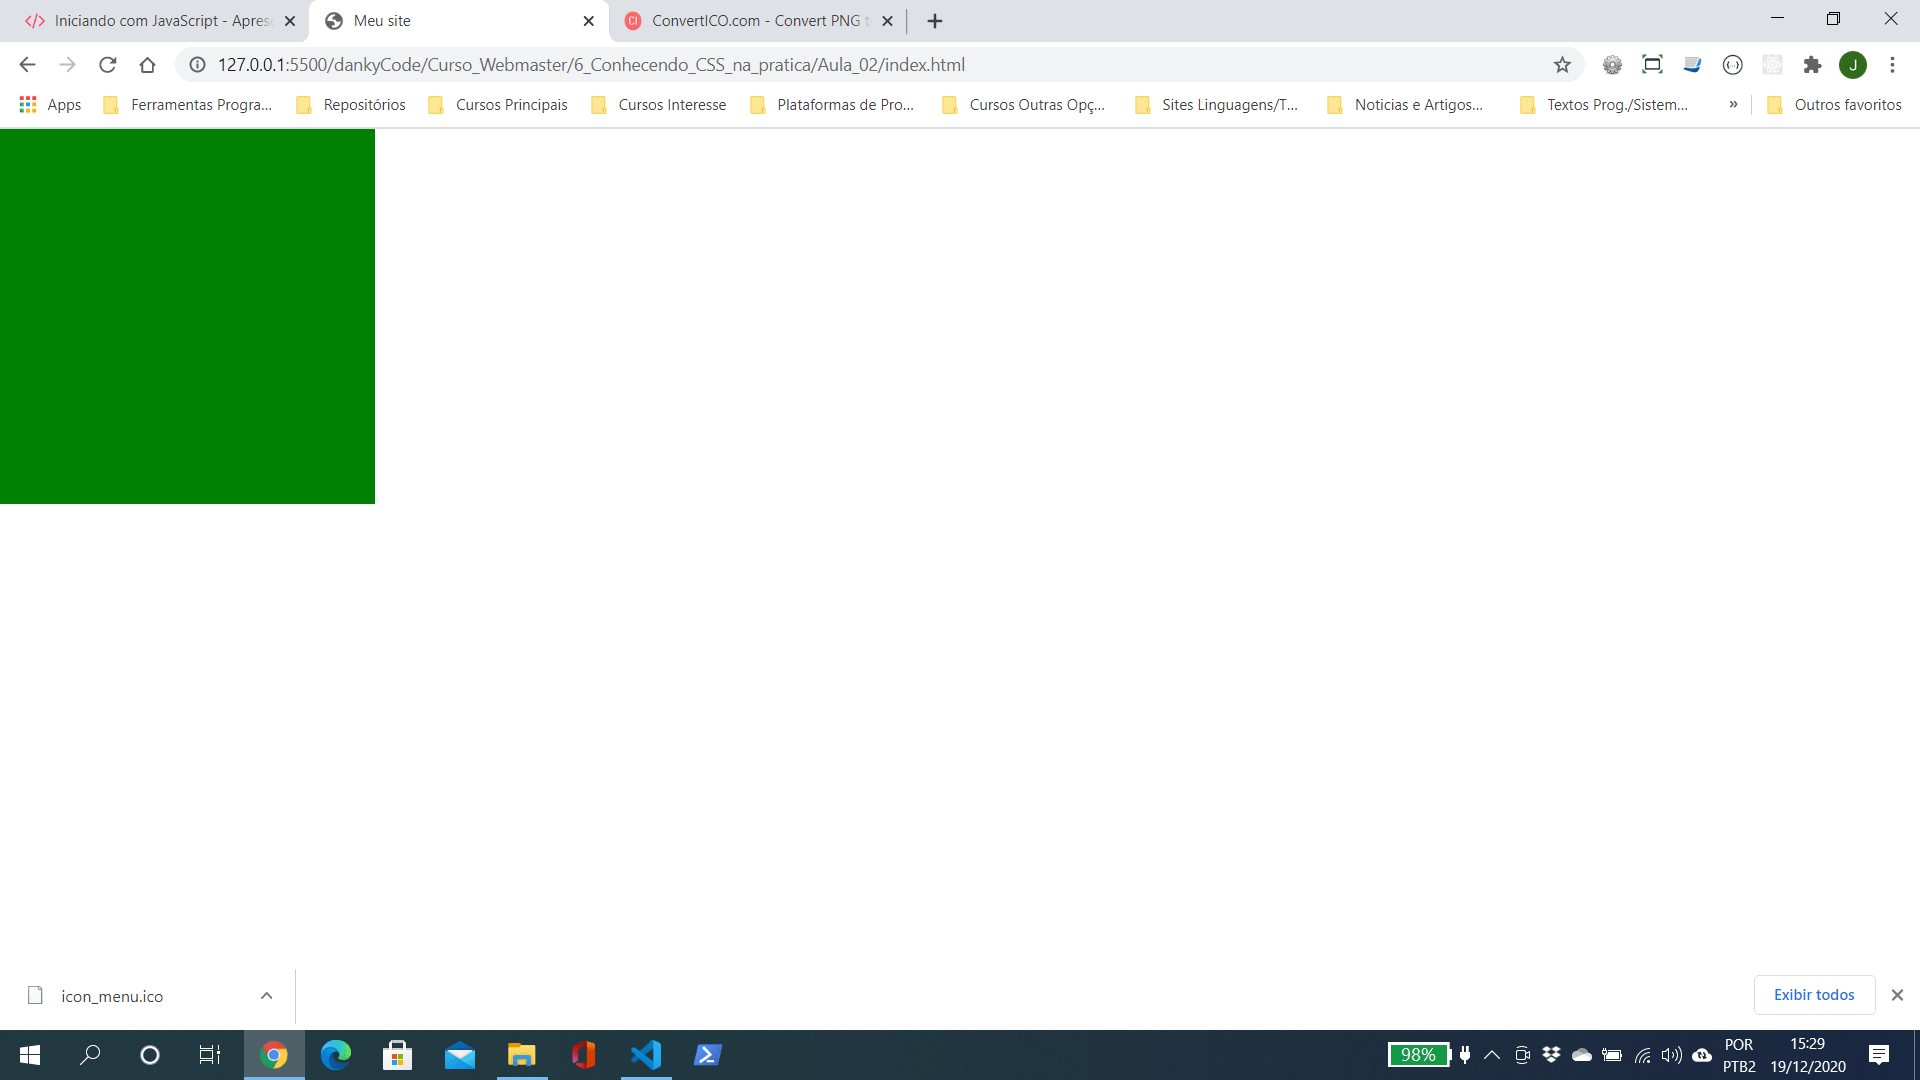 Iniciando com JavaScript - Aprese
Meu site
CI ConvertICO.com - Convert PNG t
127.0.0.1:5500/dankyCode/Curso_Webmaster/6_Conhecendo_CSS_na_pratica/Aula_02/index.html
J
Apps Ferramentas Progra... Repositórios Cursos Principais Cursos Interesse Plataformas de Pro... Cursos Outras Opç... Sites Linguagens/T... Noticias e Artigos... Textos Prog./Sistem... » Outros favoritos
icon_menu.ico
Exibir todos
98%
POR
PTB2
15:29
19/12/2020